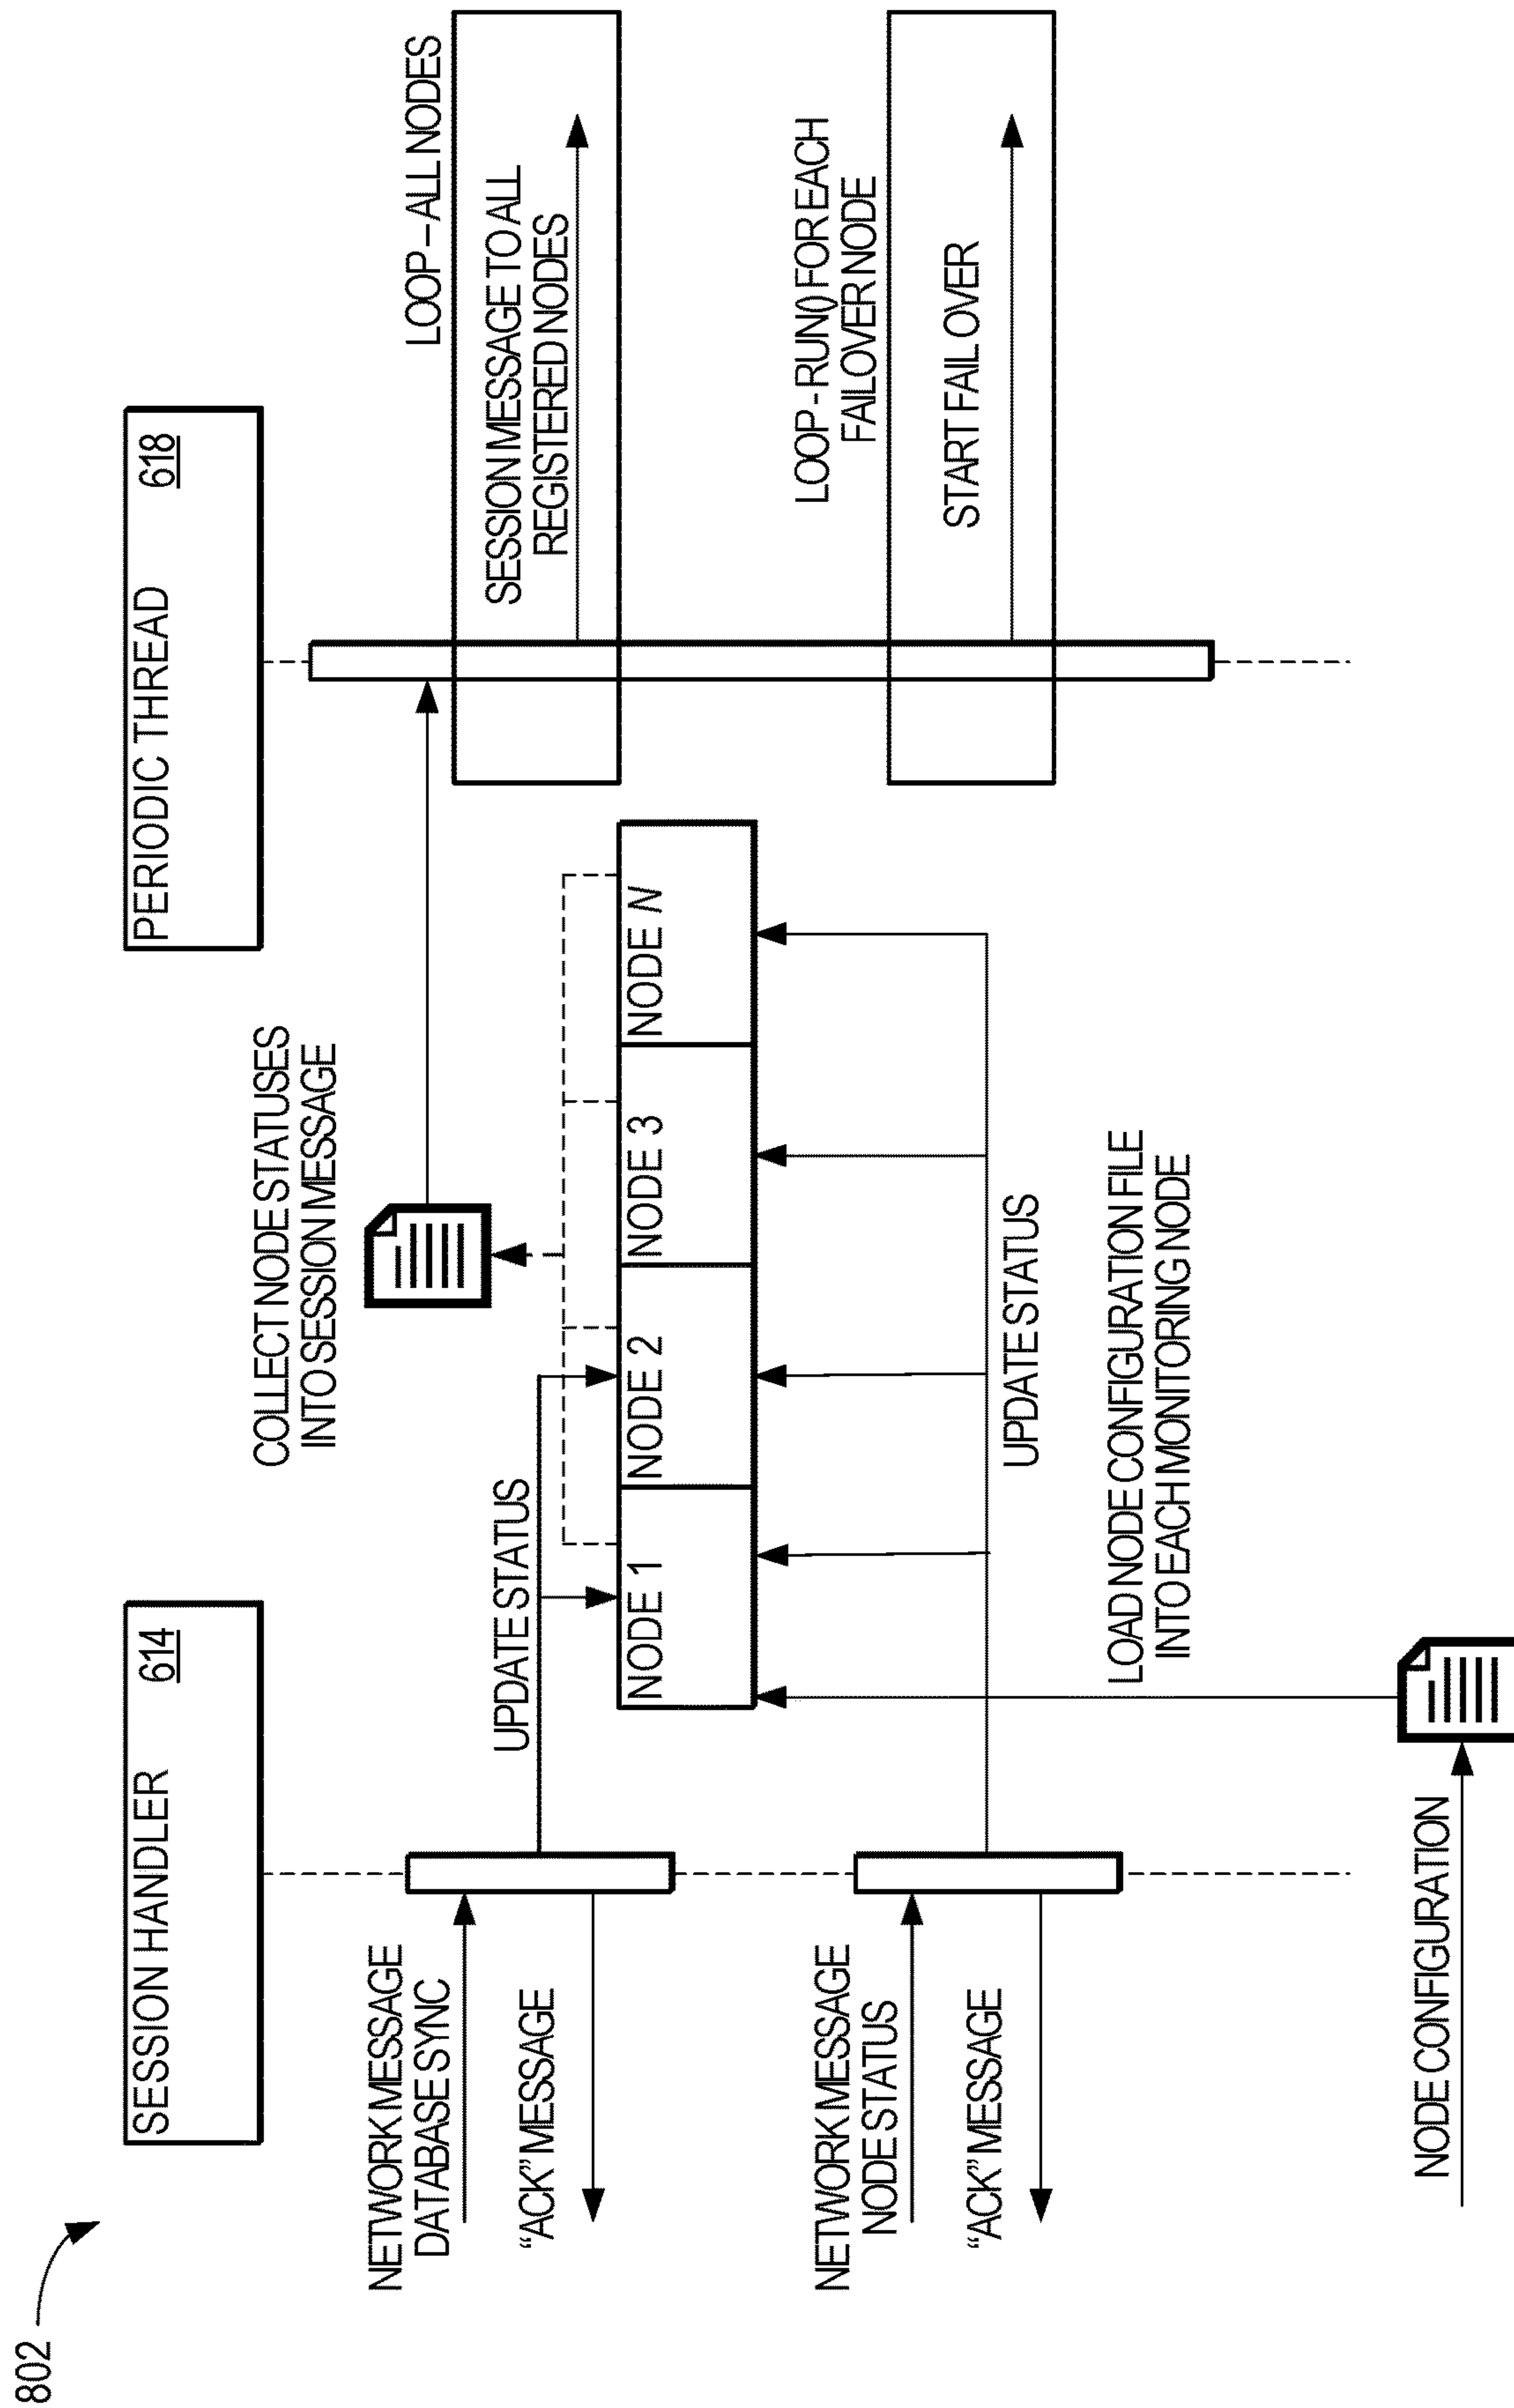 802
SESSION HANDLER 614
PERIODIC THREAD 618
NETWORK MESSAGE
DATABASE SYNC
"ACK" MESSAGE
UPDATE STATUS
COLLECT NODE STATUSES
INTO SESSION MESSAGE
LOOP – ALL NODES
SESSION MESSAGE TO ALL
REGISTERED NODES
NODE 1
NODE 2
NODE 3
NODE N
NETWORK MESSAGE
NODE STATUS
"ACK" MESSAGE
UPDATE STATUS
LOOP - RUN() FOR EACH
FAILOVER NODE
START FAIL OVER
LOAD NODE CONFIGURATION FILE
INTO EACH MONITORING NODE
NODE CONFIGURATION